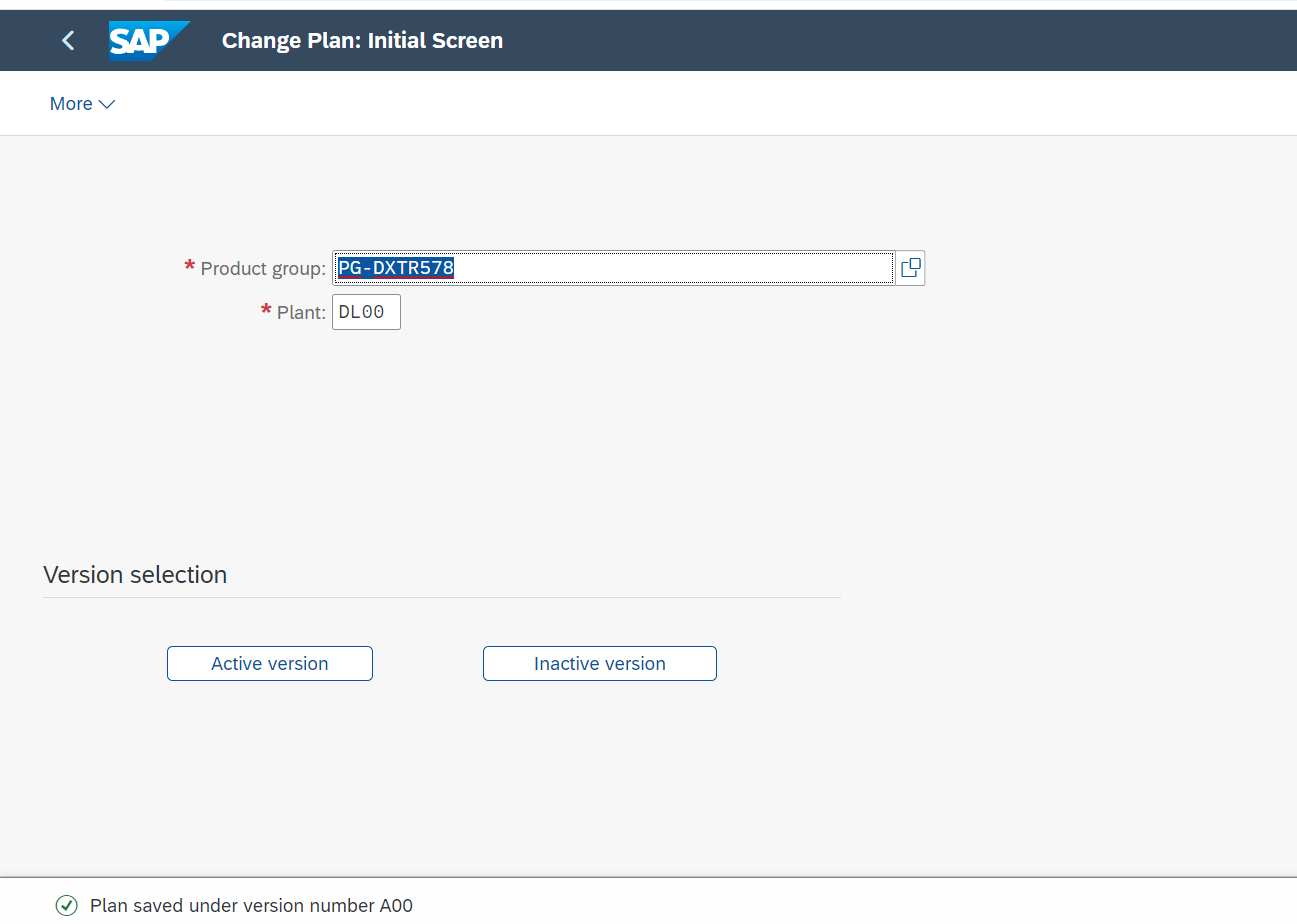 SAP Change Plan: Initial Screen
More
* Product group: PG-DXTR578
* Plant: DL00
Version selection
Active version Inactive version
Plan saved under version number A00